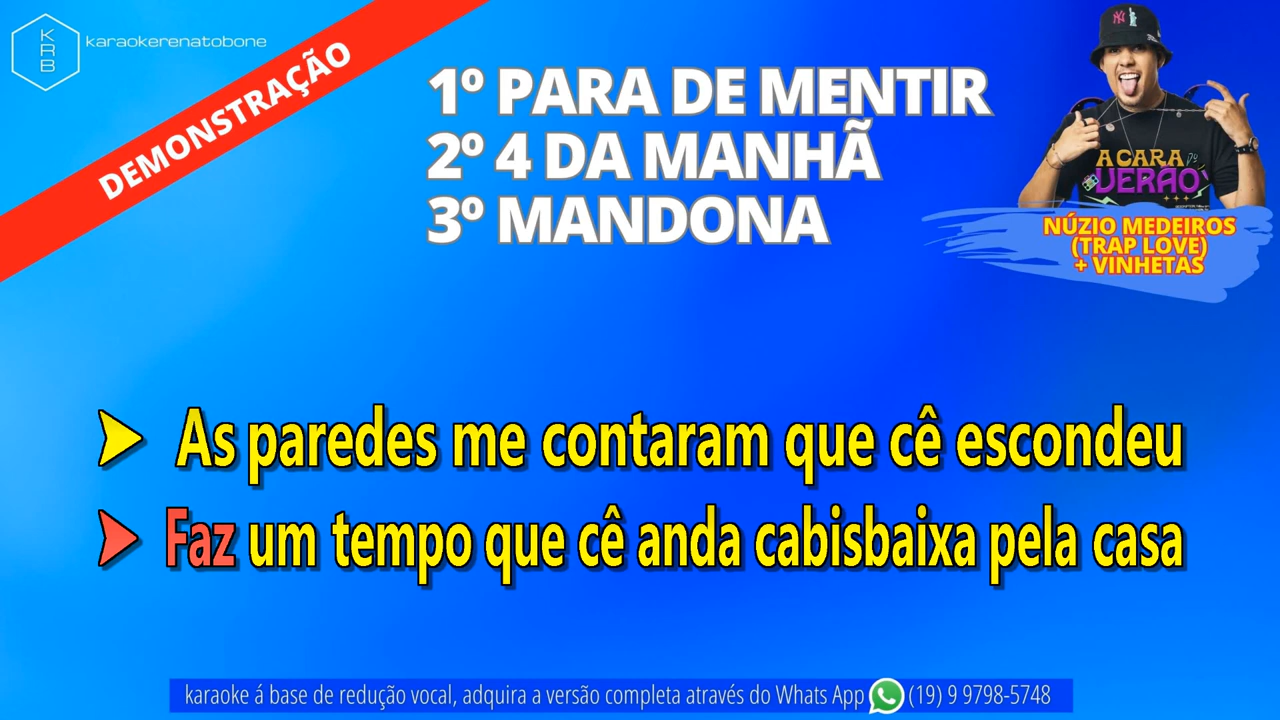 KRB
karaokerenatobone
DEMONSTRAÇÃO
1º PARA DE MENTIR
2º 4 DA MANHÃ
3º MANDONA
NY
A CARA DO
VERÃO
NÚZIO MEDEIROS
(TRAP LOVE)
+ VINHETAS
As paredes me contaram que cê escondeu
Faz um tempo que cê anda cabisbaixa pela casa
karaoke á base de redução vocal, adquira a versão completa através do Whats App (19) 9 9798-5748